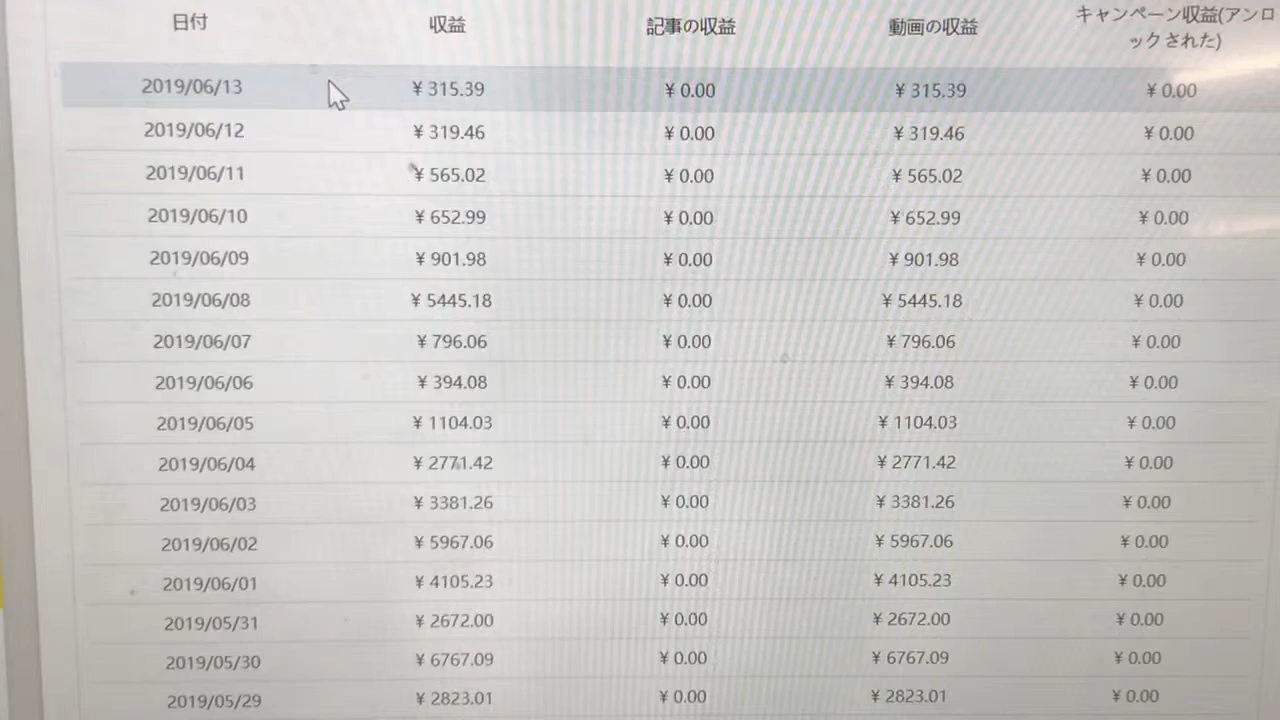 日付 収益 記事の収益 動画の収益 キャンペーン収益(アンロ
ックされた)
2019/06/13 ¥ 315.39 ¥ 0.00 ¥ 315.39 ¥ 0.00
2019/06/12 ¥ 319.46 ¥ 0.00 ¥ 319.46 ¥ 0.00
2019/06/11 ¥ 565.02 ¥ 0.00 ¥ 565.02 ¥ 0.00
2019/06/10 ¥ 652.99 ¥ 0.00 ¥ 652.99 ¥ 0.00
2019/06/09 ¥ 901.98 ¥ 0.00 ¥ 901.98 ¥ 0.00
2019/06/08 ¥ 5445.18 ¥ 0.00 ¥ 5445.18 ¥ 0.00
2019/06/07 ¥ 796.06 ¥ 0.00 ¥ 796.06 ¥ 0.00
2019/06/06 ¥ 394.08 ¥ 0.00 ¥ 394.08 ¥ 0.00
2019/06/05 ¥ 1104.03 ¥ 0.00 ¥ 1104.03 ¥ 0.00
2019/06/04 ¥ 2771.42 ¥ 0.00 ¥ 2771.42 ¥ 0.00
2019/06/03 ¥ 3381.26 ¥ 0.00 ¥ 3381.26 ¥ 0.00
2019/06/02 ¥ 5967.06 ¥ 0.00 ¥ 5967.06 ¥ 0.00
2019/06/01 ¥ 4105.23 ¥ 0.00 ¥ 4105.23 ¥ 0.00
2019/05/31 ¥ 2672.00 ¥ 0.00 ¥ 2672.00 ¥ 0.00
2019/05/30 ¥ 6767.09 ¥ 0.00 ¥ 6767.09 ¥ 0.00
2019/05/29 ¥ 2823.01 ¥ 0.00 ¥ 2823.01 ¥ 0.00